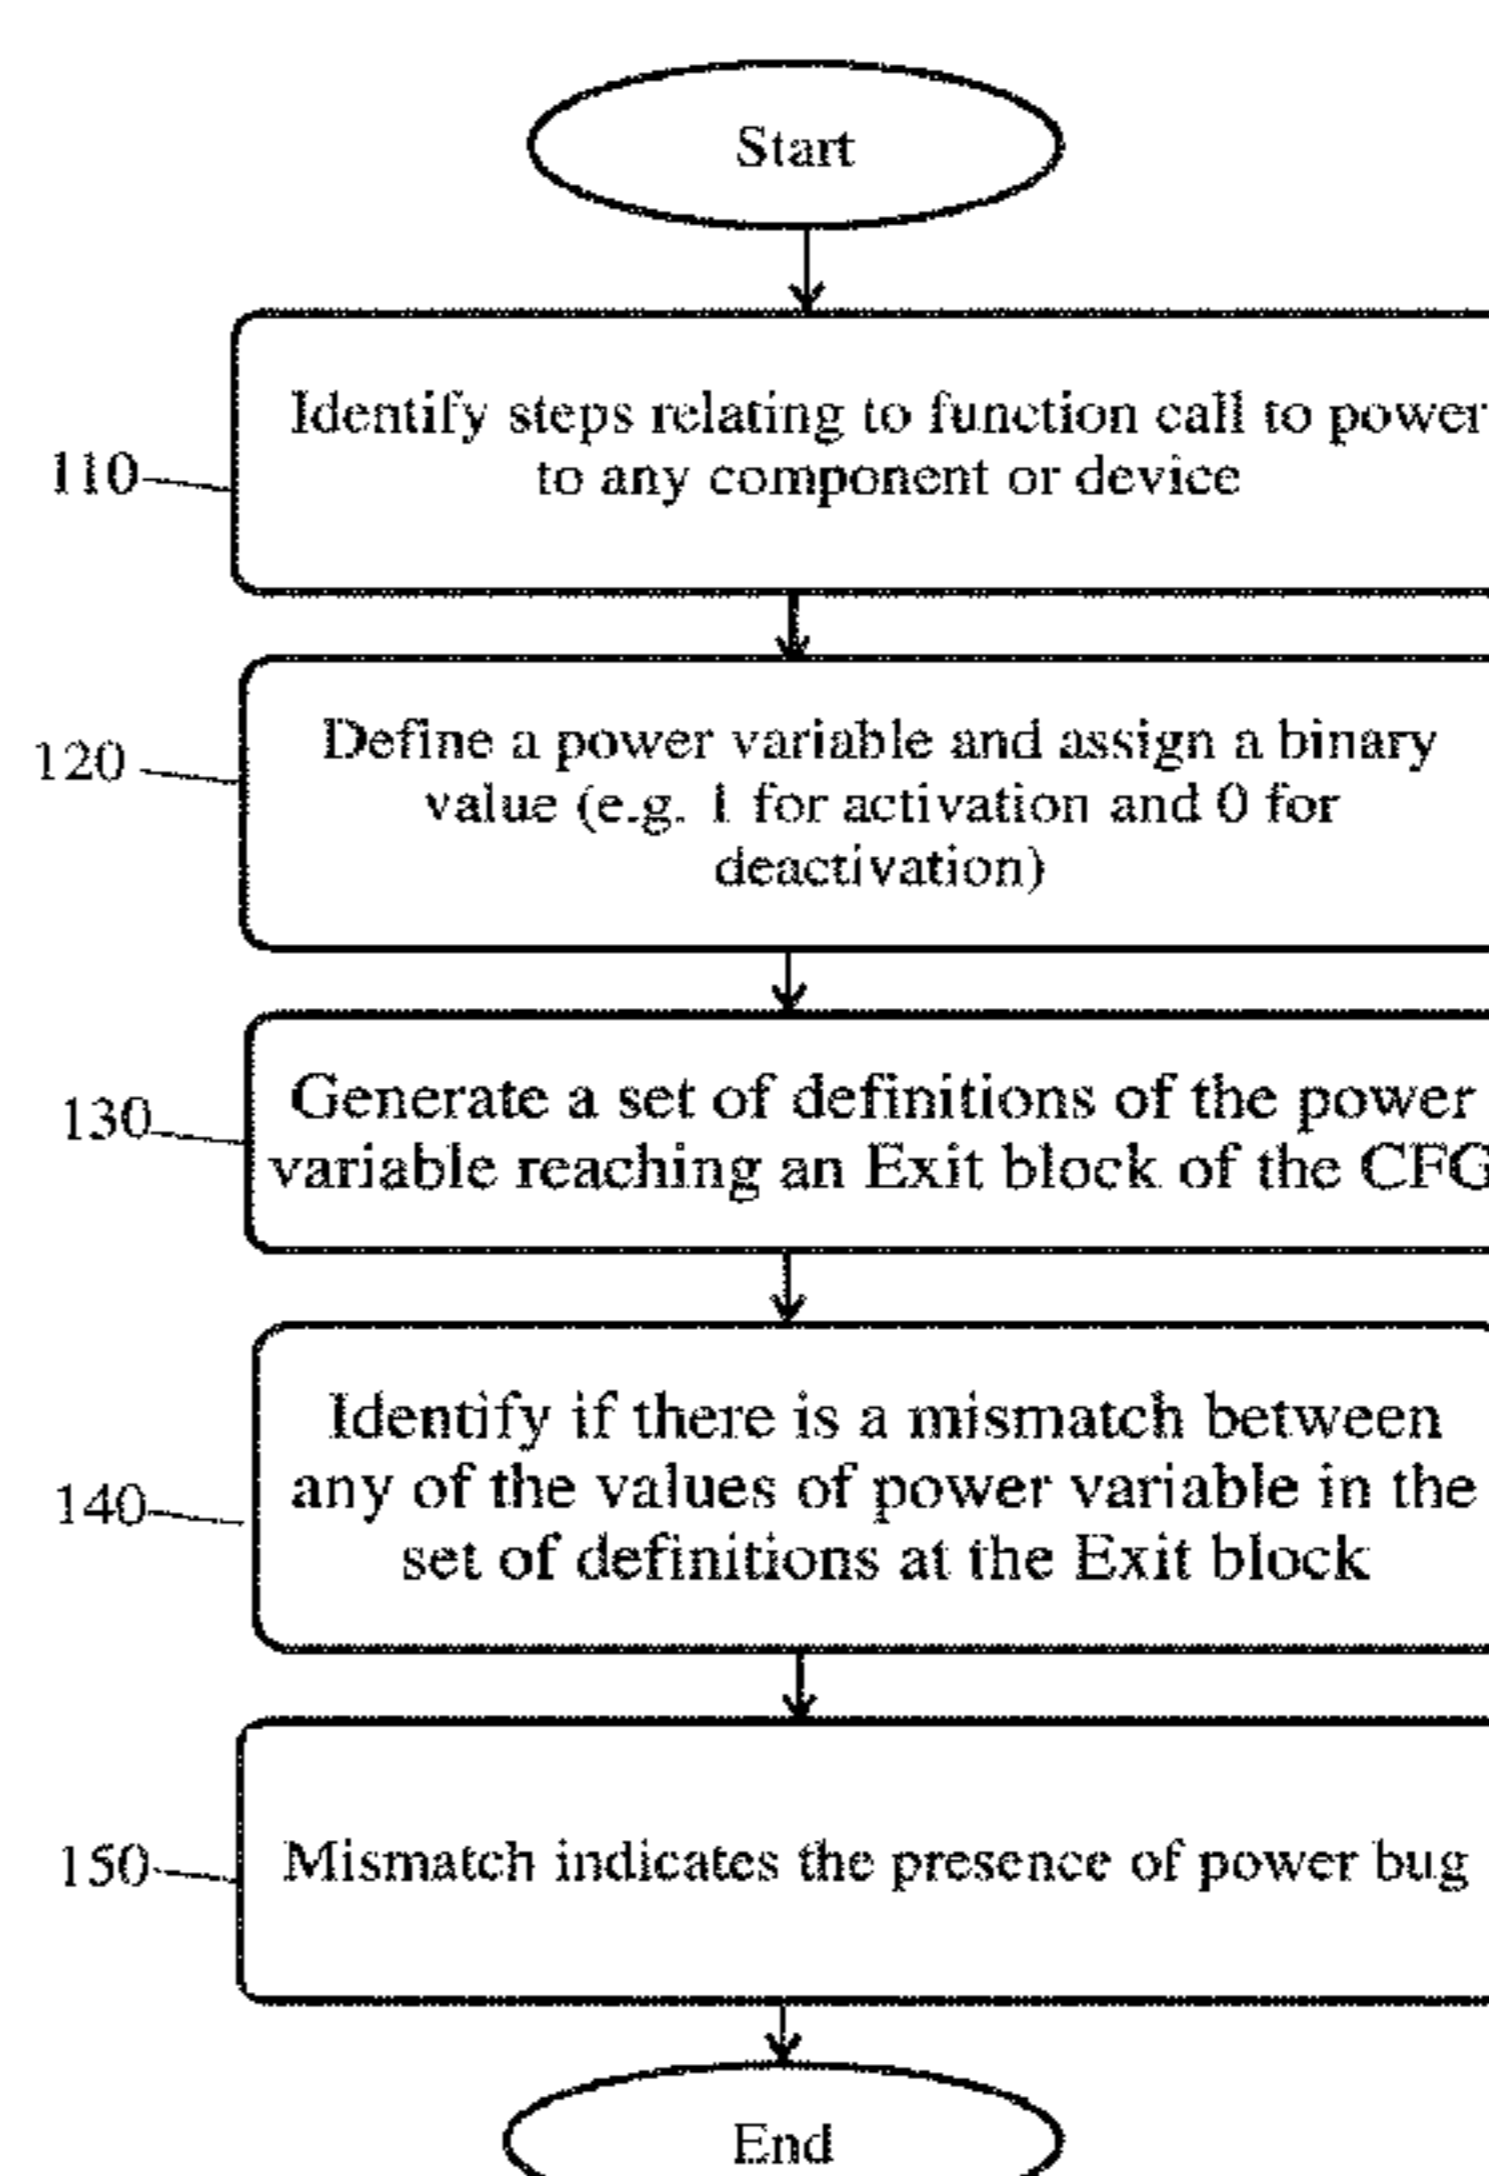 Start
Identify steps relating to function call to power
to any component or device
110
Define a power variable and assign a binary
value (e.g. 1 for activation and 0 for
deactivation)
120
Generate a set of definitions of the power
variable reaching an Exit block of the CFG
130
Identify if there is a mismatch between
any of the values of power variable in the
set of definitions at the Exit block
140
Mismatch indicates the presence of power bug
150
End